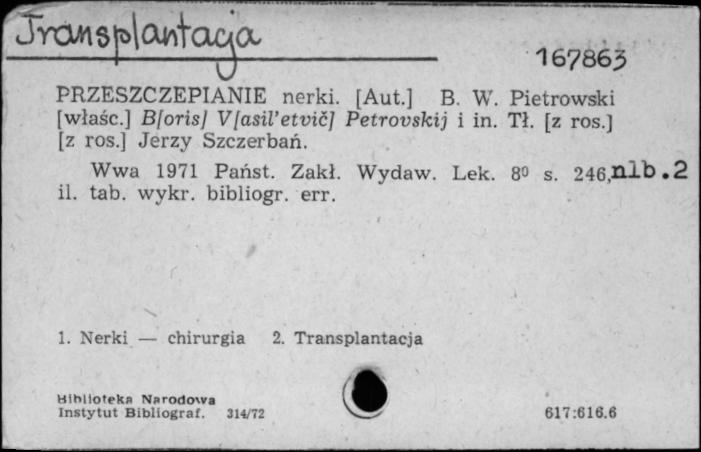 Transplantacja
167863
PRZESZCZEPIANIE nerki. [Aut.] B. W. Pietrowski
[właśc.] B[oris] V[asil'etvič] Petrovskij i in. Tł. [z ros.]
[z ros.] Jerzy Szczerbań.
Wwa 1971 Państ. Zakł. Wydaw. Lek. 8⁰ s. 246,nlb.2
il. tab. wykr. bibliogr. err.
1. Nerki — chirurgia 2. Transplantacja
Biblioteka Narodowa
Instytut Bibliograf. 314/72
617:616.6